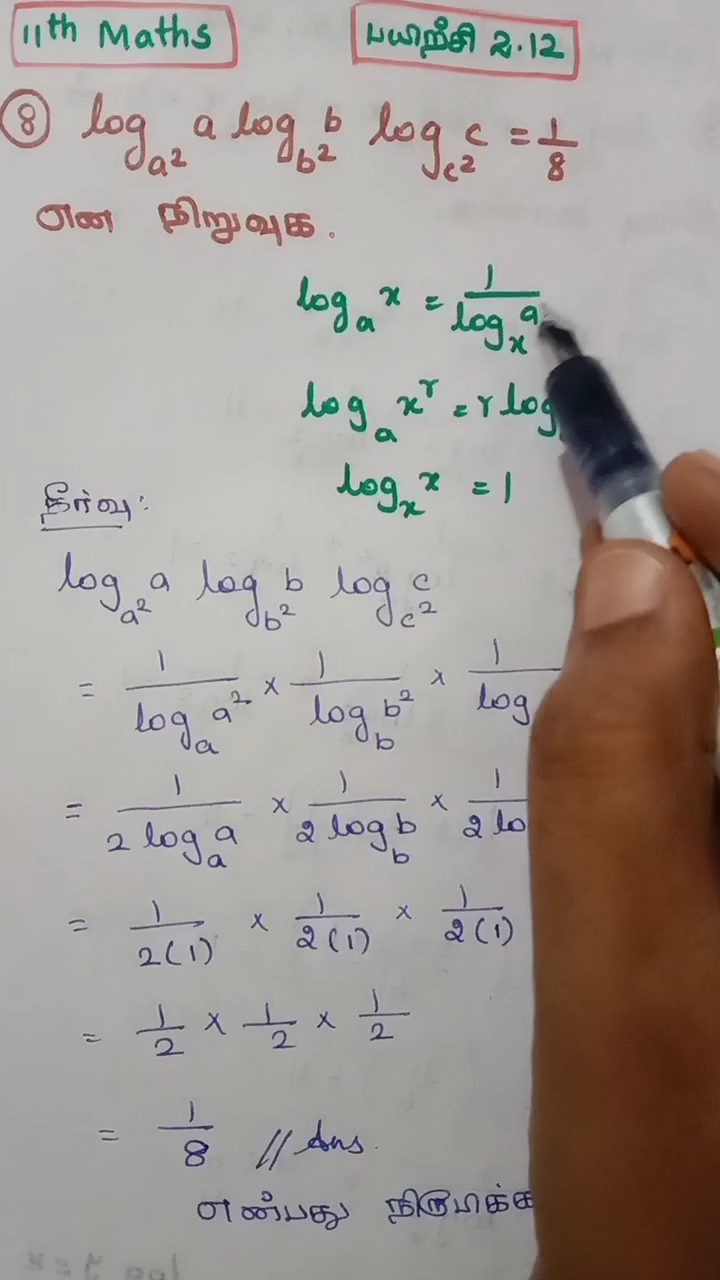 11th Maths பயிற்சி 2.12
⑧ log_{a²} a log_{b²} b log_{c²} c = 1/8
என நிறுவுக.
log_a x = 1/log_x a
log_a x^r = r log
log_x x = 1
தீர்வு:
log_{a²} a log_{b²} b log_{c²} c
= 1/log_a a² × 1/log_b b² × 1/log
= 1/2 log_a a × 1/2 log_b b × 1/2 lo
= 1/2(1) × 1/2(1) × 1/2(1)
= 1/2 × 1/2 × 1/2
= 1/8 // Ans.
என்பது நிரூபிக்க